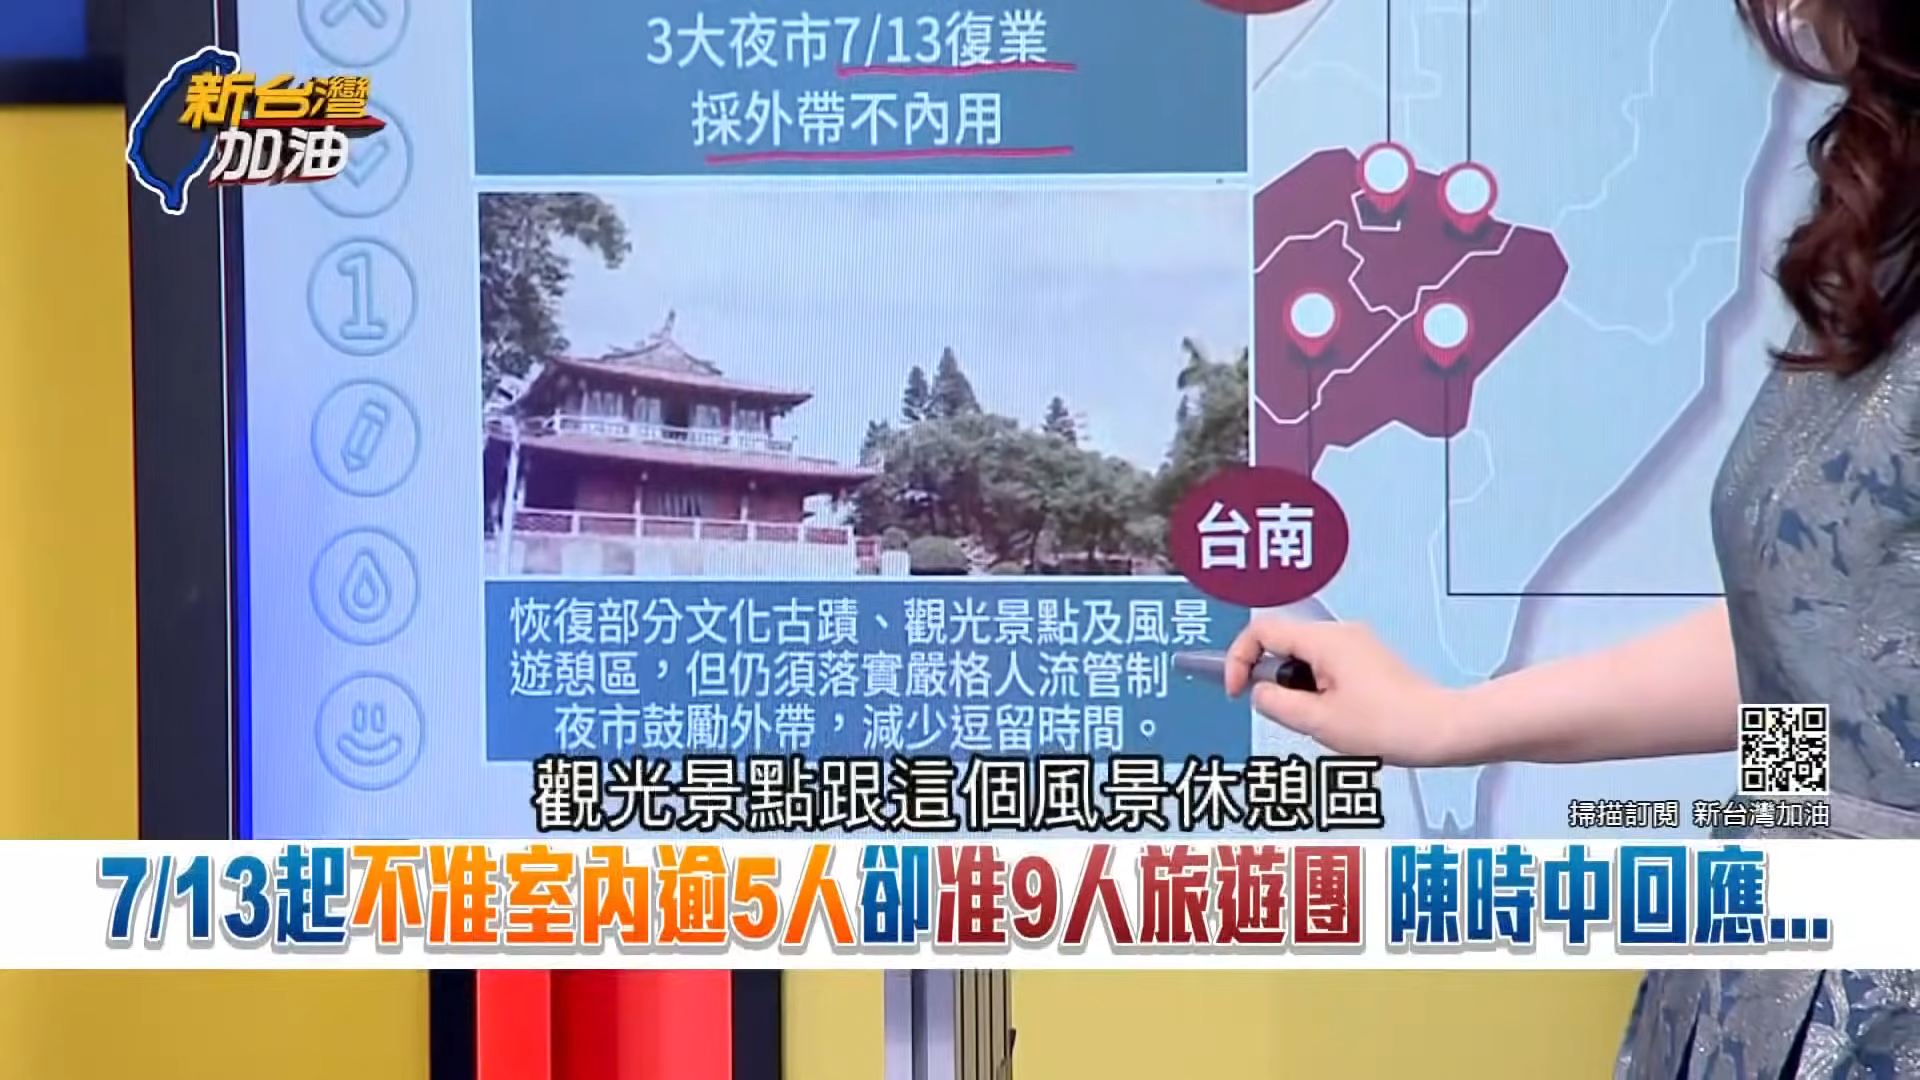 新台灣
加油
3大夜市7/13復業
採外帶不內用
1
台南
恢復部分文化古蹟、觀光景點及風景
遊憩區，但仍須落實嚴格人流管制
夜市鼓勵外帶，減少逗留時間。
觀光景點跟這個風景休憩區
掃描訂閱 新台灣加油
7/13起不准室內逾5人卻准9人旅遊團 陳時中回應...